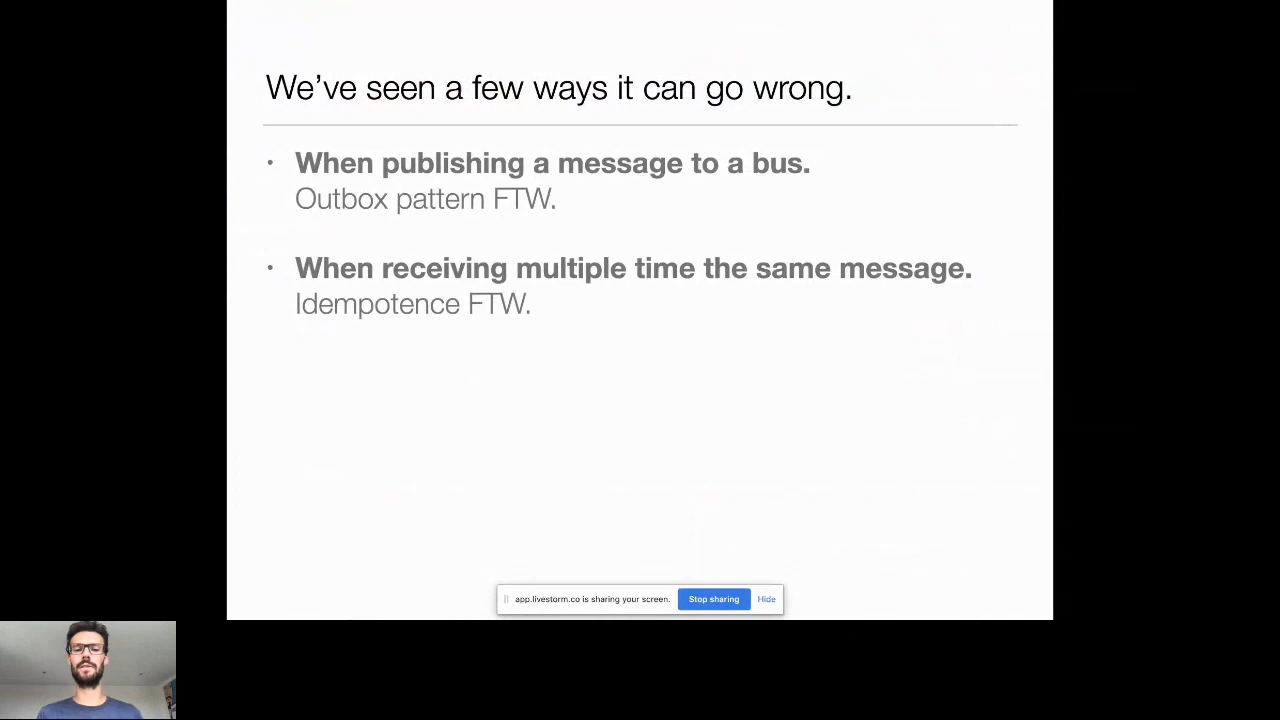 We've seen a few ways it can go wrong.
• When publishing a message to a bus.
Outbox pattern FTW.
• When receiving multiple time the same message.
Idempotence FTW.
app.livestorm.co is sharing your screen. Stop sharing Hide